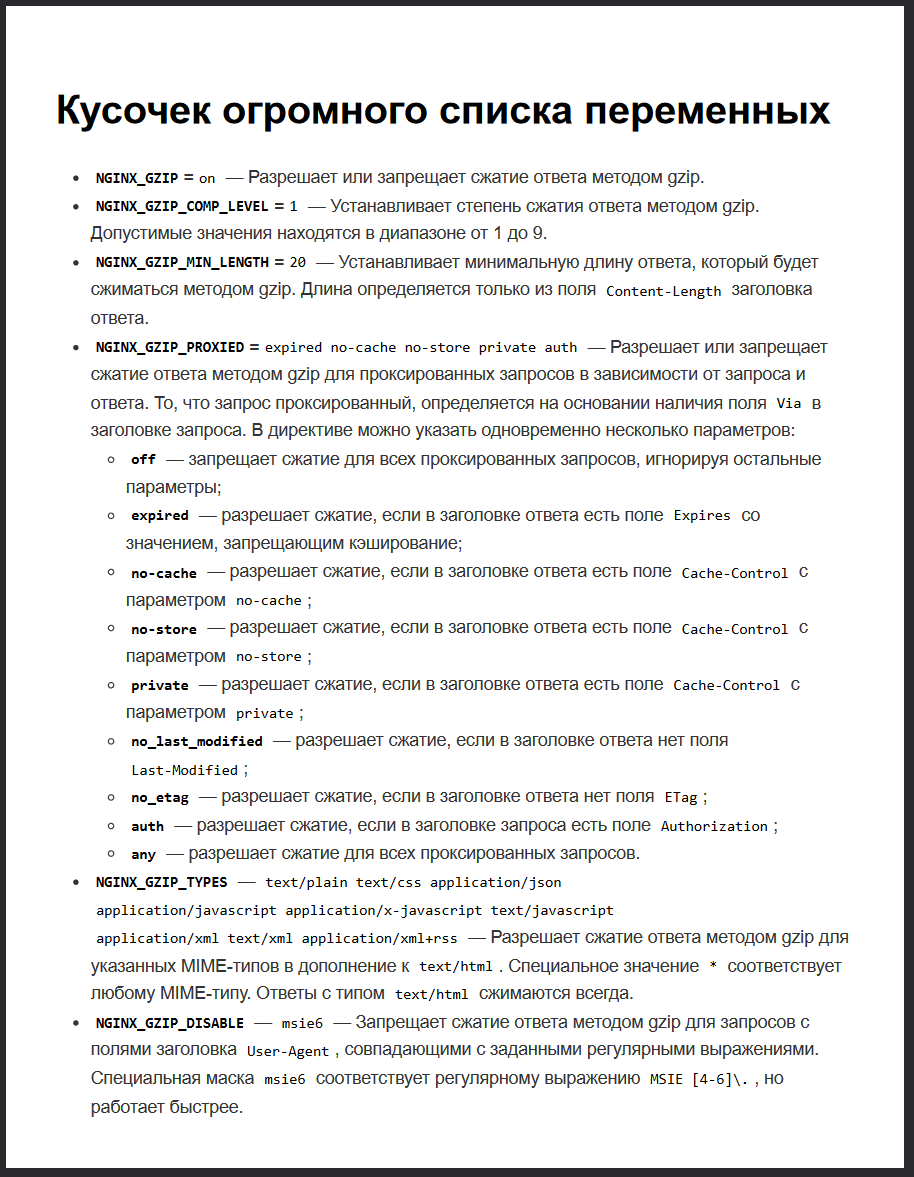 Кусочек огромного списка переменных
NGINX_GZIP = on — Разрешает или запрещает сжатие ответа методом gzip.
NGINX_GZIP_COMP_LEVEL = 1 — Устанавливает степень сжатия ответа методом gzip.
Допустимые значения находятся в диапазоне от 1 до 9.
NGINX_GZIP_MIN_LENGTH = 20 — Устанавливает минимальную длину ответа, который будет
сжиматься методом gzip. Длина определяется только из поля Content-Length заголовка
ответа.
NGINX_GZIP_PROXIED = expired no-cache no-store private auth — Разрешает или запрещает
сжатие ответа методом gzip для проксированных запросов в зависимости от запроса и
ответа. То, что запрос проксированный, определяется на основании наличия поля Via в
заголовке запроса. В директиве можно указать одновременно несколько параметров:
off — запрещает сжатие для всех проксированных запросов, игнорируя остальные
параметры;
expired — разрешает сжатие, если в заголовке ответа есть поле Expires со
значением, запрещающим кэширование;
no-cache — разрешает сжатие, если в заголовке ответа есть поле Cache-Control с
параметром no-cache ;
no-store — разрешает сжатие, если в заголовке ответа есть поле Cache-Control с
параметром no-store ;
private — разрешает сжатие, если в заголовке ответа есть поле Cache-Control с
параметром private ;
no_last_modified — разрешает сжатие, если в заголовке ответа нет поля
Last-Modified ;
no_etag — разрешает сжатие, если в заголовке ответа нет поля ETag ;
auth — разрешает сжатие, если в заголовке запроса есть поле Authorization ;
any — разрешает сжатие для всех проксированных запросов.
NGINX_GZIP_TYPES — text/plain text/css application/json
application/javascript application/x-javascript text/javascript
application/xml text/xml application/xml+rss — Разрешает сжатие ответа методом gzip для
указанных MIME-типов в дополнение к text/html . Специальное значение * соответствует
любому MIME-типу. Ответы с типом text/html сжимаются всегда.
NGINX_GZIP_DISABLE — msie6 — Запрещает сжатие ответа методом gzip для запросов с
полями заголовка User-Agent , совпадающими с заданными регулярными выражениями.
Специальная маска msie6 соответствует регулярному выражению MSIE [4-6]\. , но
работает быстрее.